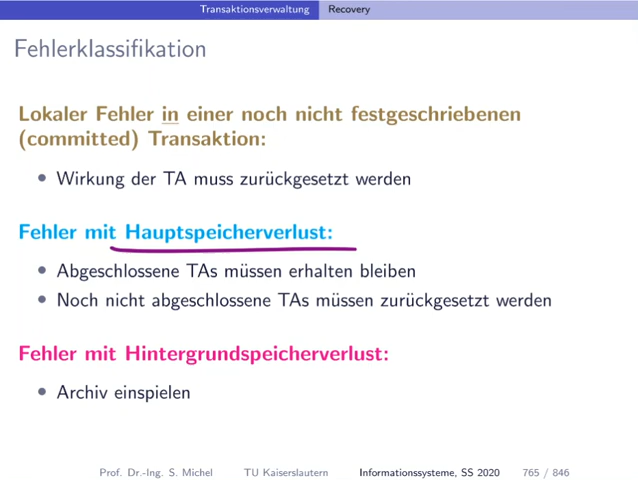 Transaktionsverwaltung Recovery
Fehlerklassifikation
Lokaler Fehler in einer noch nicht festgeschriebenen
(committed) Transaktion:
• Wirkung der TA muss zurückgesetzt werden
Fehler mit Hauptspeicherverlust:
• Abgeschlossene TAs müssen erhalten bleiben
• Noch nicht abgeschlossene TAs müssen zurückgesetzt werden
Fehler mit Hintergrundspeicherverlust:
• Archiv einspielen
Prof. Dr.-Ing. S. Michel TU Kaiserslautern Informationssysteme, SS 2020 765 / 846